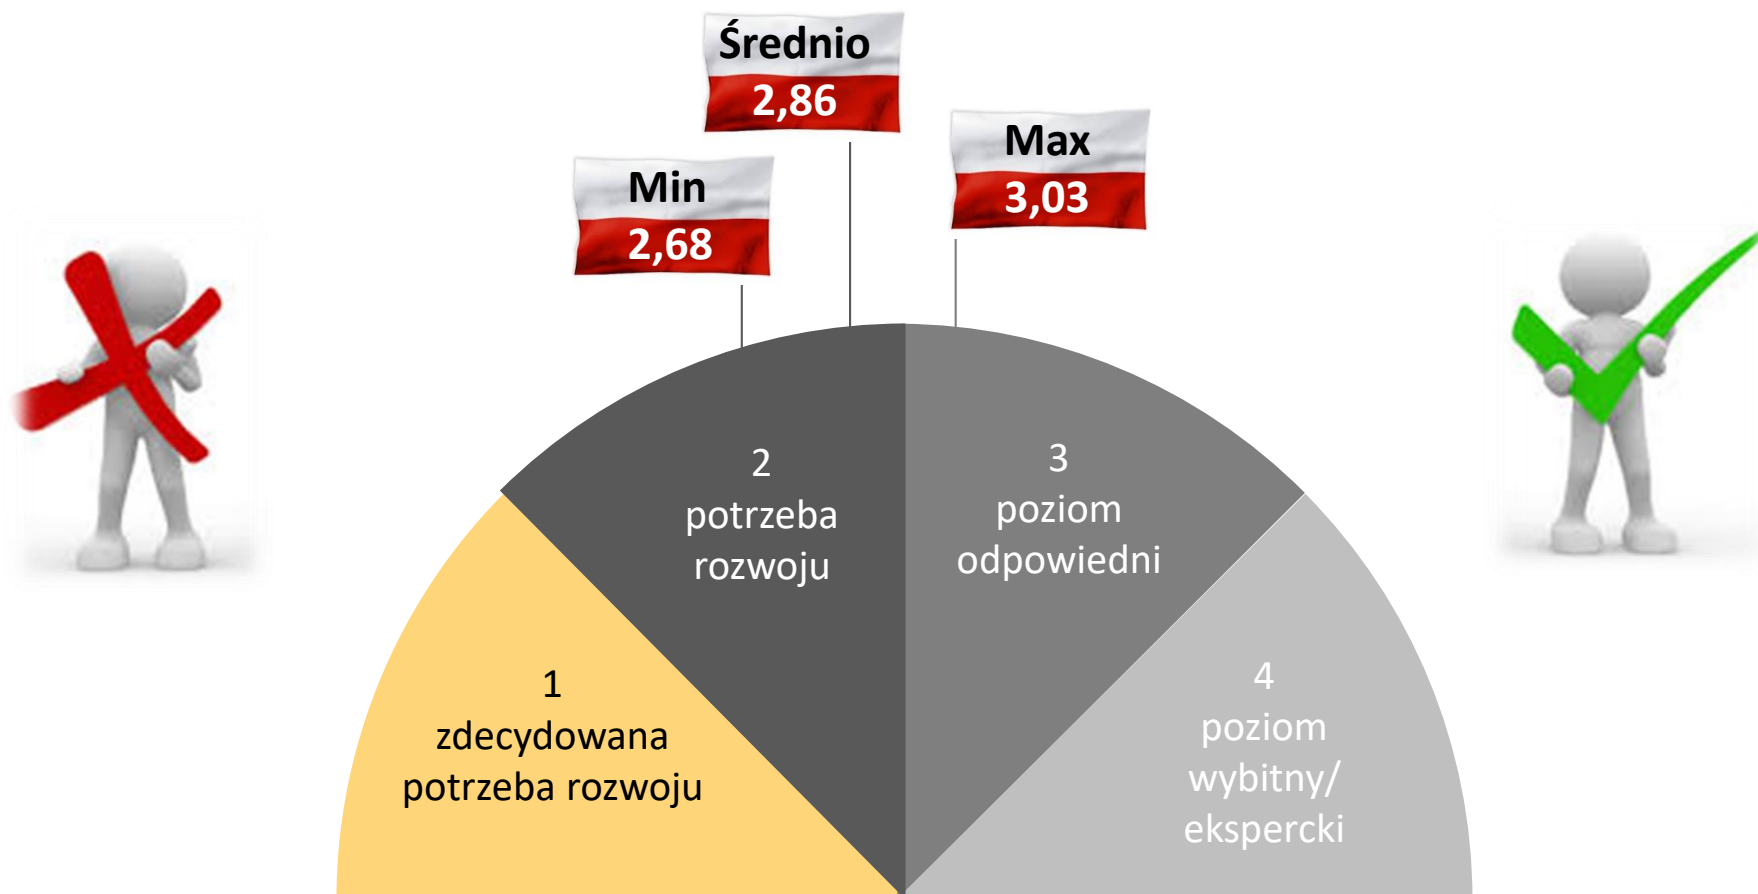 Średnio
2,86
Max
3,03
Min
2,68
2
potrzeba
rozwoju
3
poziom
odpowiedni
1
zdecydowana
potrzeba rozwoju
4
poziom
wybitny/
ekspercki